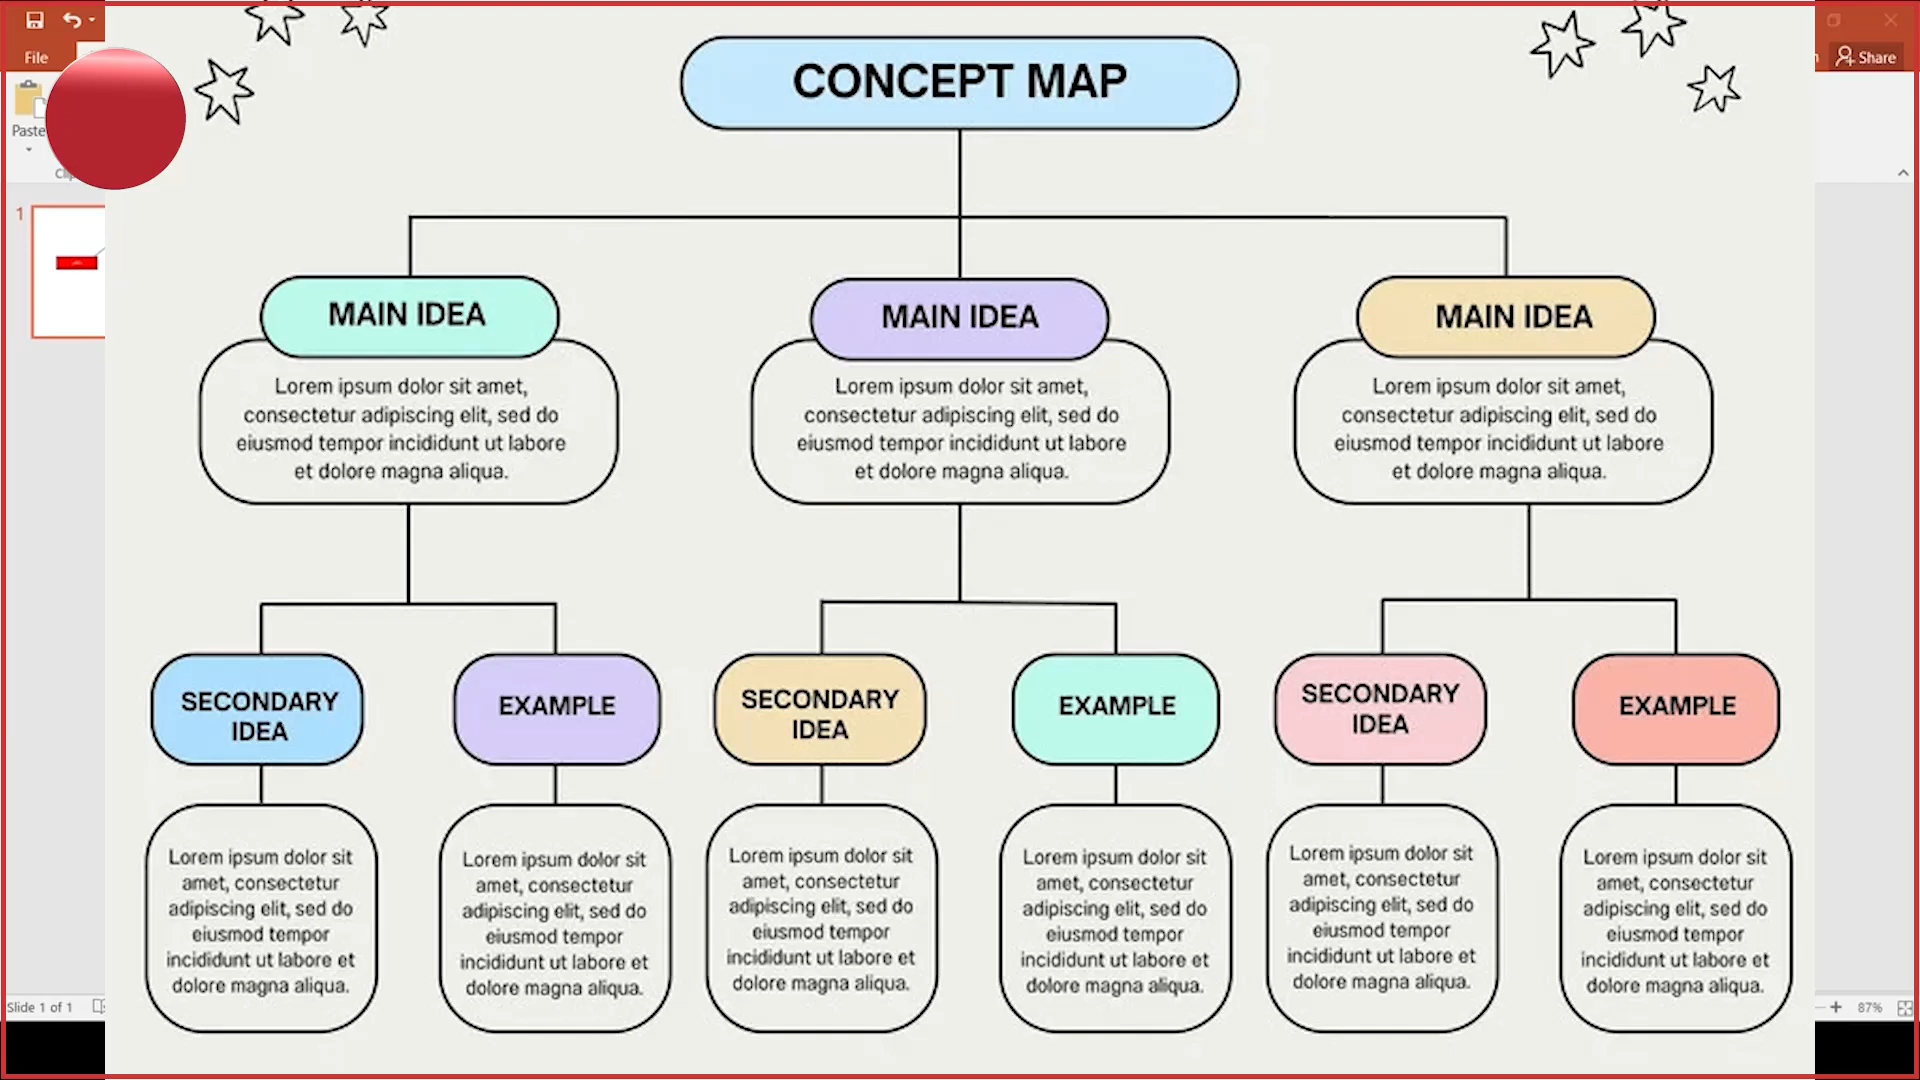 File
Share
Paste
1
CONCEPT MAP
MAIN IDEA
Lorem ipsum dolor sit amet,
consectetur adipiscing elit, sed do
eiusmod tempor incididunt ut labore
et dolore magna aliqua.
MAIN IDEA
Lorem ipsum dolor sit amet,
consectetur adipiscing elit, sed do
eiusmod tempor incididunt ut labore
et dolore magna aliqua.
MAIN IDEA
Lorem ipsum dolor sit amet,
consectetur adipiscing elit, sed do
eiusmod tempor incididunt ut labore
et dolore magna aliqua.
SECONDARY
IDEA
Lorem ipsum dolor sit
amet, consectetur
adipiscing elit, sed do
eiusmod tempor
incididunt ut labore et
dolore magna aliqua.
EXAMPLE
Lorem ipsum dolor sit
amet, consectetur
adipiscing elit, sed do
eiusmod tempor
incididunt ut labore et
dolore magna aliqua.
SECONDARY
IDEA
Lorem ipsum dolor sit
amet, consectetur
adipiscing elit, sed do
eiusmod tempor
incididunt ut labore et
dolore magna aliqua.
EXAMPLE
Lorem ipsum dolor sit
amet, consectetur
adipiscing elit, sed do
eiusmod tempor
incididunt ut labore et
dolore magna aliqua.
SECONDARY
IDEA
Lorem ipsum dolor sit
amet, consectetur
adipiscing elit, sed do
eiusmod tempor
incididunt ut labore et
dolore magna aliqua.
EXAMPLE
Lorem ipsum dolor sit
amet, consectetur
adipiscing elit, sed do
eiusmod tempor
incididunt ut labore et
dolore magna aliqua.
Slide 1 of 1
87%